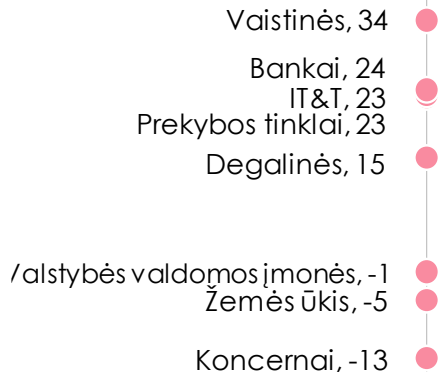 Vaistinės, 34
Bankai, 24
IT&T, 23
Prekybos tinklai, 23
Degalinės, 15
valdomos įmonės, -1
Žemės ūkis, -5
Koncernai, -13